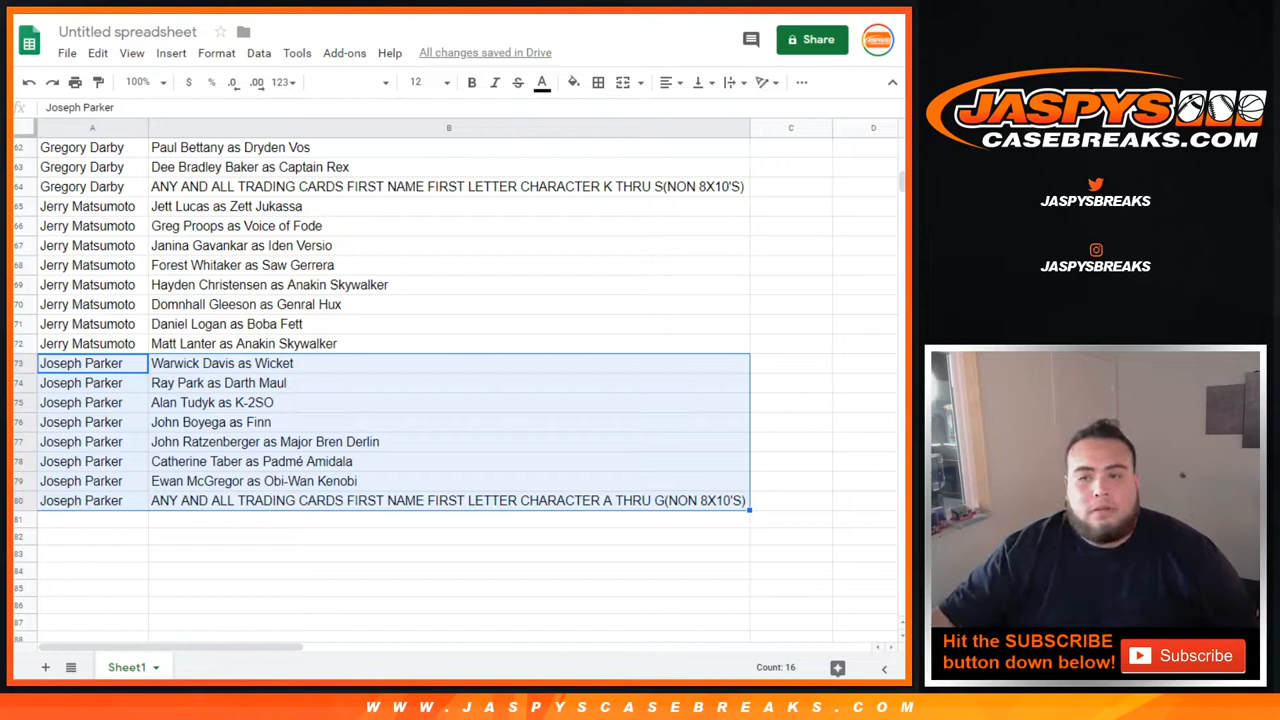 Untitled spreadsheet
File Edit View Insert Format Data Tools Add-ons Help All changes saved in Drive
Share
100% $ % .0 .00 123 12 B I S A
fx Joseph Parker
A B C D
62 Gregory Darby Paul Bettany as Dryden Vos
63 Gregory Darby Dee Bradley Baker as Captain Rex
64 Gregory Darby ANY AND ALL TRADING CARDS FIRST NAME FIRST LETTER CHARACTER K THRU S(NON 8X10'S)
65 Jerry Matsumoto Jett Lucas as Zett Jukassa
66 Jerry Matsumoto Greg Proops as Voice of Fode
67 Jerry Matsumoto Janina Gavankar as Iden Versio
68 Jerry Matsumoto Forest Whitaker as Saw Gerrera
69 Jerry Matsumoto Hayden Christensen as Anakin Skywalker
70 Jerry Matsumoto Domnhall Gleeson as Genral Hux
71 Jerry Matsumoto Daniel Logan as Boba Fett
72 Jerry Matsumoto Matt Lanter as Anakin Skywalker
73 Joseph Parker Warwick Davis as Wicket
74 Joseph Parker Ray Park as Darth Maul
75 Joseph Parker Alan Tudyk as K-2SO
76 Joseph Parker John Boyega as Finn
77 Joseph Parker John Ratzenberger as Major Bren Derlin
78 Joseph Parker Catherine Taber as Padmé Amidala
79 Joseph Parker Ewan McGregor as Obi-Wan Kenobi
80 Joseph Parker ANY AND ALL TRADING CARDS FIRST NAME FIRST LETTER CHARACTER A THRU G(NON 8X10'S)
81
82
83
84
85
86
87
88
Sheet1 Count: 16
JASPYS
CASEBREAKS.COM
JASPYSBREAKS
JASPYSBREAKS
Hit the SUBSCRIBE
button down below!
Subscribe
WWW.JASPYSCASEBREAKS.COM